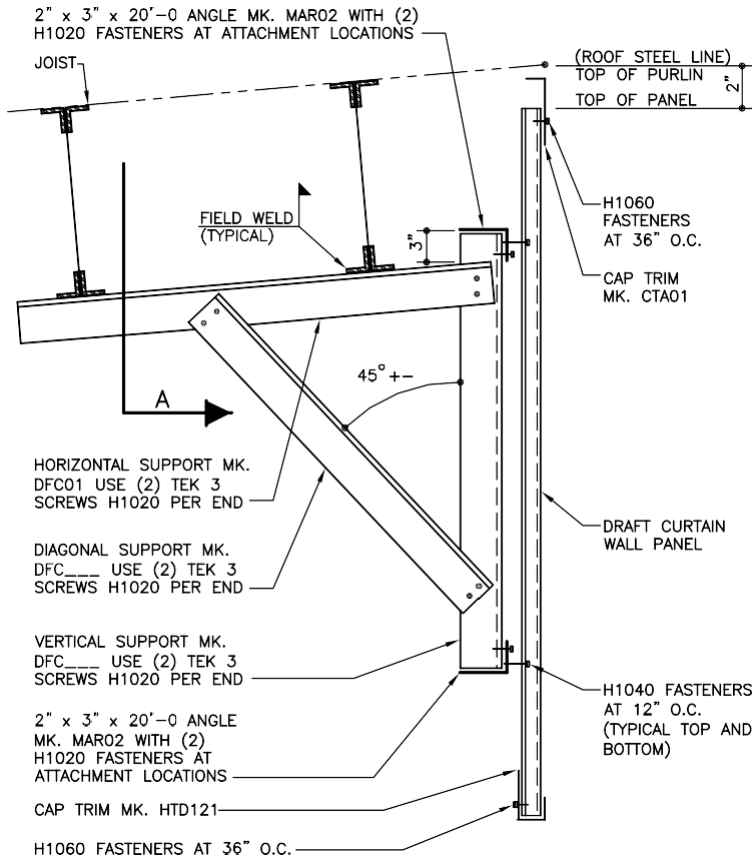 2" x 3" x 20'-0 ANGLE MK. MAR02 WITH (2)
H1020 FASTENERS AT ATTACHMENT LOCATIONS
JOIST
(ROOF STEEL LINE)
TOP OF PURLIN
TOP OF PANEL
2"
FIELD WELD
(TYPICAL)
3"
H1060
FASTENERS
AT 36" O.C.
CAP TRIM
MK. CTA01
45°+-
A
HORIZONTAL SUPPORT MK.
DFC01 USE (2) TEK 3
SCREWS H1020 PER END
DIAGONAL SUPPORT MK.
DFC___ USE (2) TEK 3
SCREWS H1020 PER END
DRAFT CURTAIN
WALL PANEL
VERTICAL SUPPORT MK.
DFC___ USE (2) TEK 3
SCREWS H1020 PER END
H1040 FASTENERS
AT 12" O.C.
(TYPICAL TOP AND
BOTTOM)
2" x 3" x 20'-0 ANGLE
MK. MAR02 WITH (2)
H1020 FASTENERS AT
ATTACHMENT LOCATIONS
CAP TRIM MK. HTD121
H1060 FASTENERS AT 36" O.C.